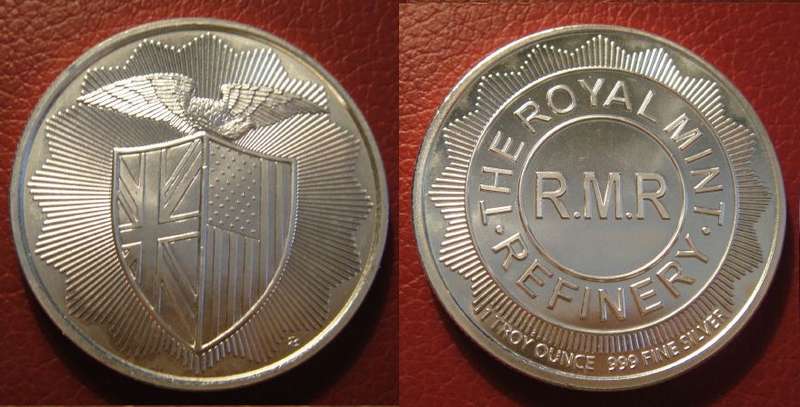 ·THE ROYAL MINT·
REFINERY
R.M.R
1 TROY OUNCE 999 FINE SILVER